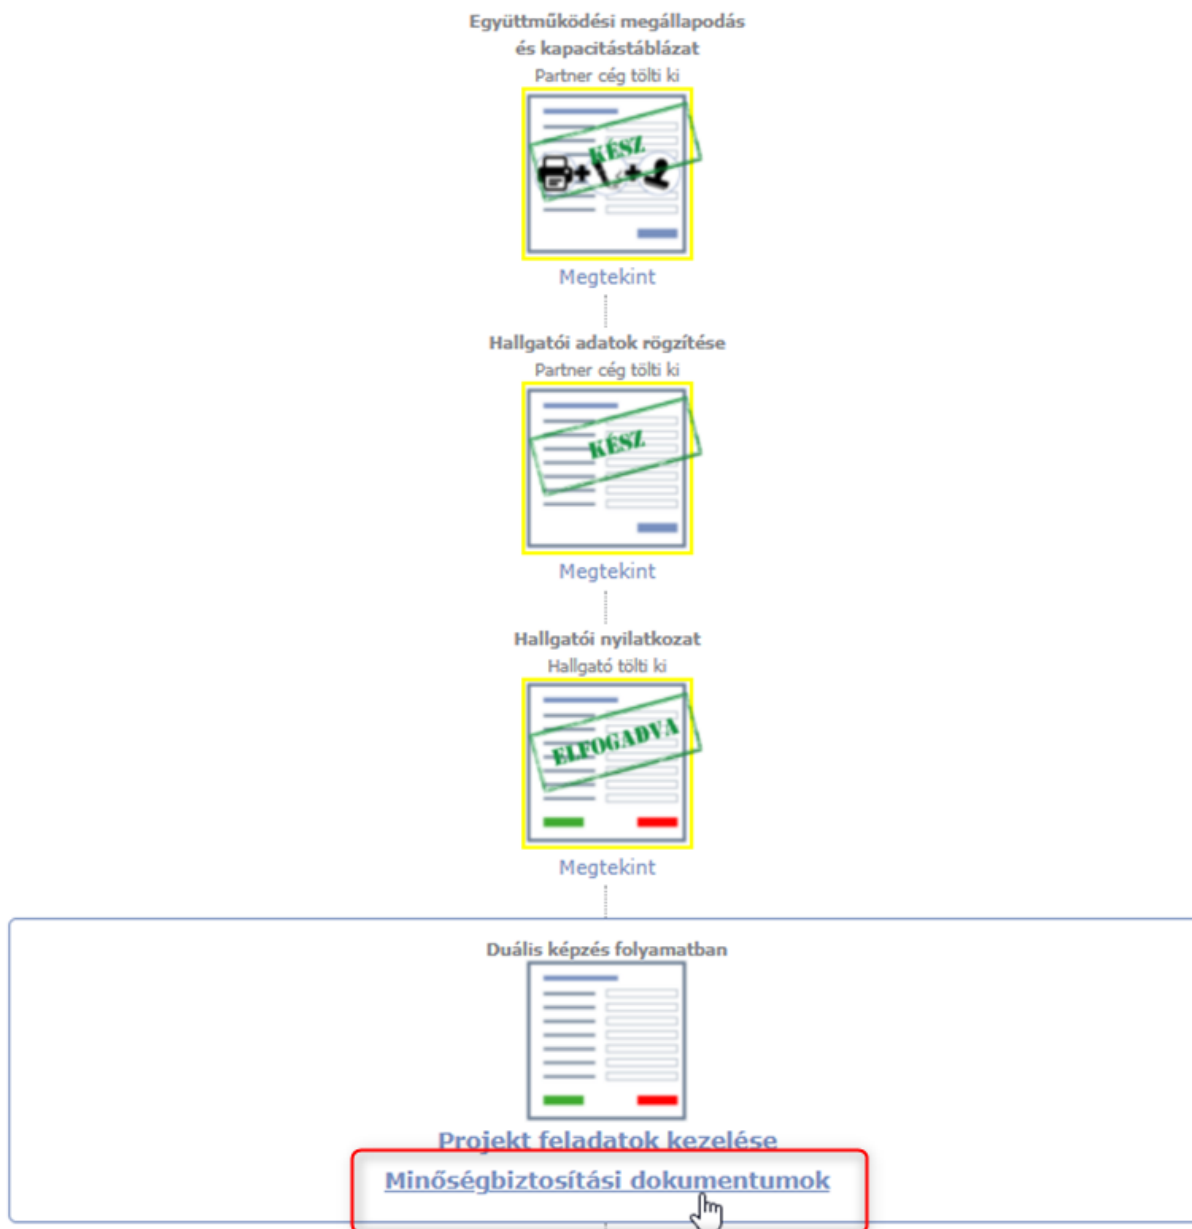 Együttműködési megállapodás
és kapacitástáblázat
Partner cég tölti ki
KÉSZ
Megtekint
Hallgatói adatok rögzítése
Partner cég tölti ki
KÉSZ
Megtekint
Hallgatói nyilatkozat
Hallgató tölti ki
ELFOGADVA
Megtekint
Duális képzés folyamatban
Projekt feladatok kezelése
Minőségbiztosítási dokumentumok